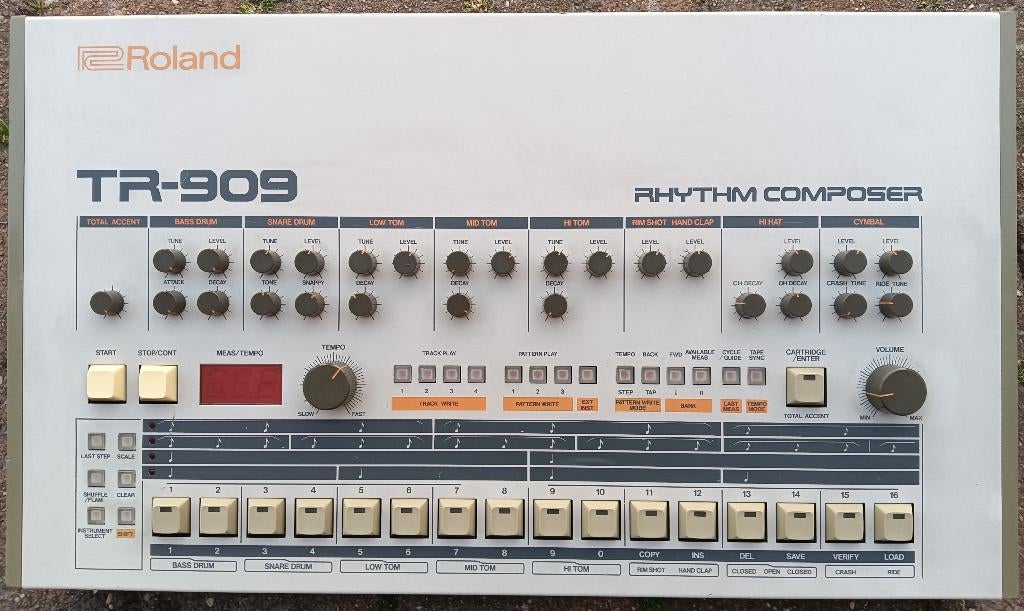 Roland
TR-909
RHYTHM COMPOSER
TOTAL ACCENT BASS DRUM SNARE DRUM LOW TOM MID TOM HI TOM RIM SHOT HAND CLAP HI HAT CYMBAL
TUNE LEVEL TUNE LEVEL TUNE LEVEL TUNE LEVEL TUNE LEVEL LEVEL LEVEL LEVEL LEVEL LEVEL
ATTACK DECAY TONE SNAPPY DECAY DECAY DECAY CH DECAY OH DECAY CRASH TUNE RIDE TUNE
START STOP/CONT MEAS/TEMPO TEMPO TRACK PLAY PATTERN PLAY TEMPO BACK FWD AVAILABLE MEAS CYCLE /GUIDE TAPE SYNC CARTRIDGE /ENTER VOLUME
1 2 3 4 1 2 3 STEP TAP I II
SLOW FAST TRACK WRITE PATTERN WRITE EXT INST PATTERN WRITE MODE BANK LAST MEAS TEMPO MODE TOTAL ACCENT MIN MAX
LAST STEP SCALE
SHUFFLE /FLAM CLEAR
INSTRUMENT SELECT SHIFT
1 2 3 4 5 6 7 8 9 10 11 12 13 14 15 16
1 2 3 4 5 6 7 8 9 0 COPY INS DEL SAVE VERIFY LOAD
BASS DRUM SNARE DRUM LOW TOM MID TOM HI TOM RIM SHOT HAND CLAP CLOSED OPEN CLOSED CRASH RIDE